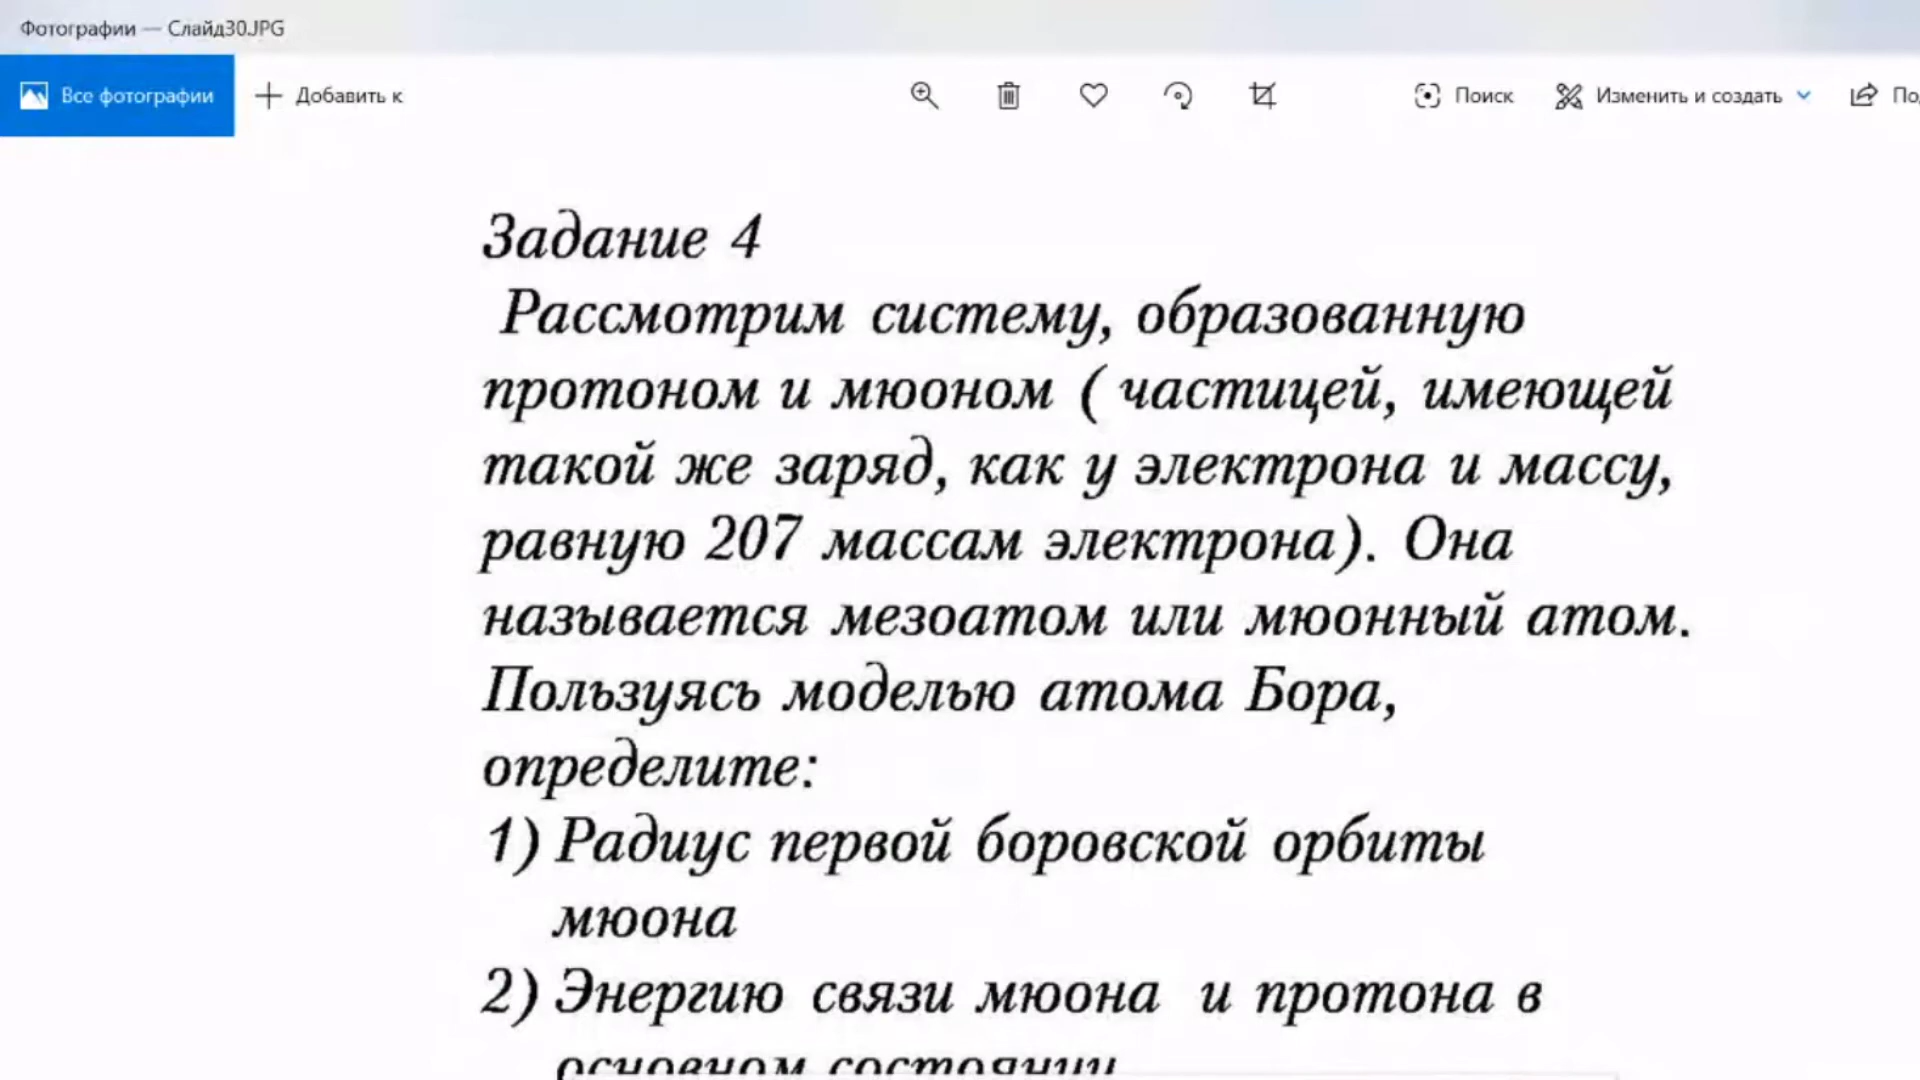 Фотографии — Слайд30.JPG
Все фотографии
Добавить к
Поиск
Изменить и создать
Задание 4
Рассмотрим систему, образованную
протоном и мюоном ( частицей, имеющей
такой же заряд, как у электрона и массу,
равную 207 массам электрона). Она
называется мезоатом или мюонный атом.
Пользуясь моделью атома Бора,
определите:
1) Радиус первой боровской орбиты
мюона
2) Энергию связи мюона и протона в
основном состоянии